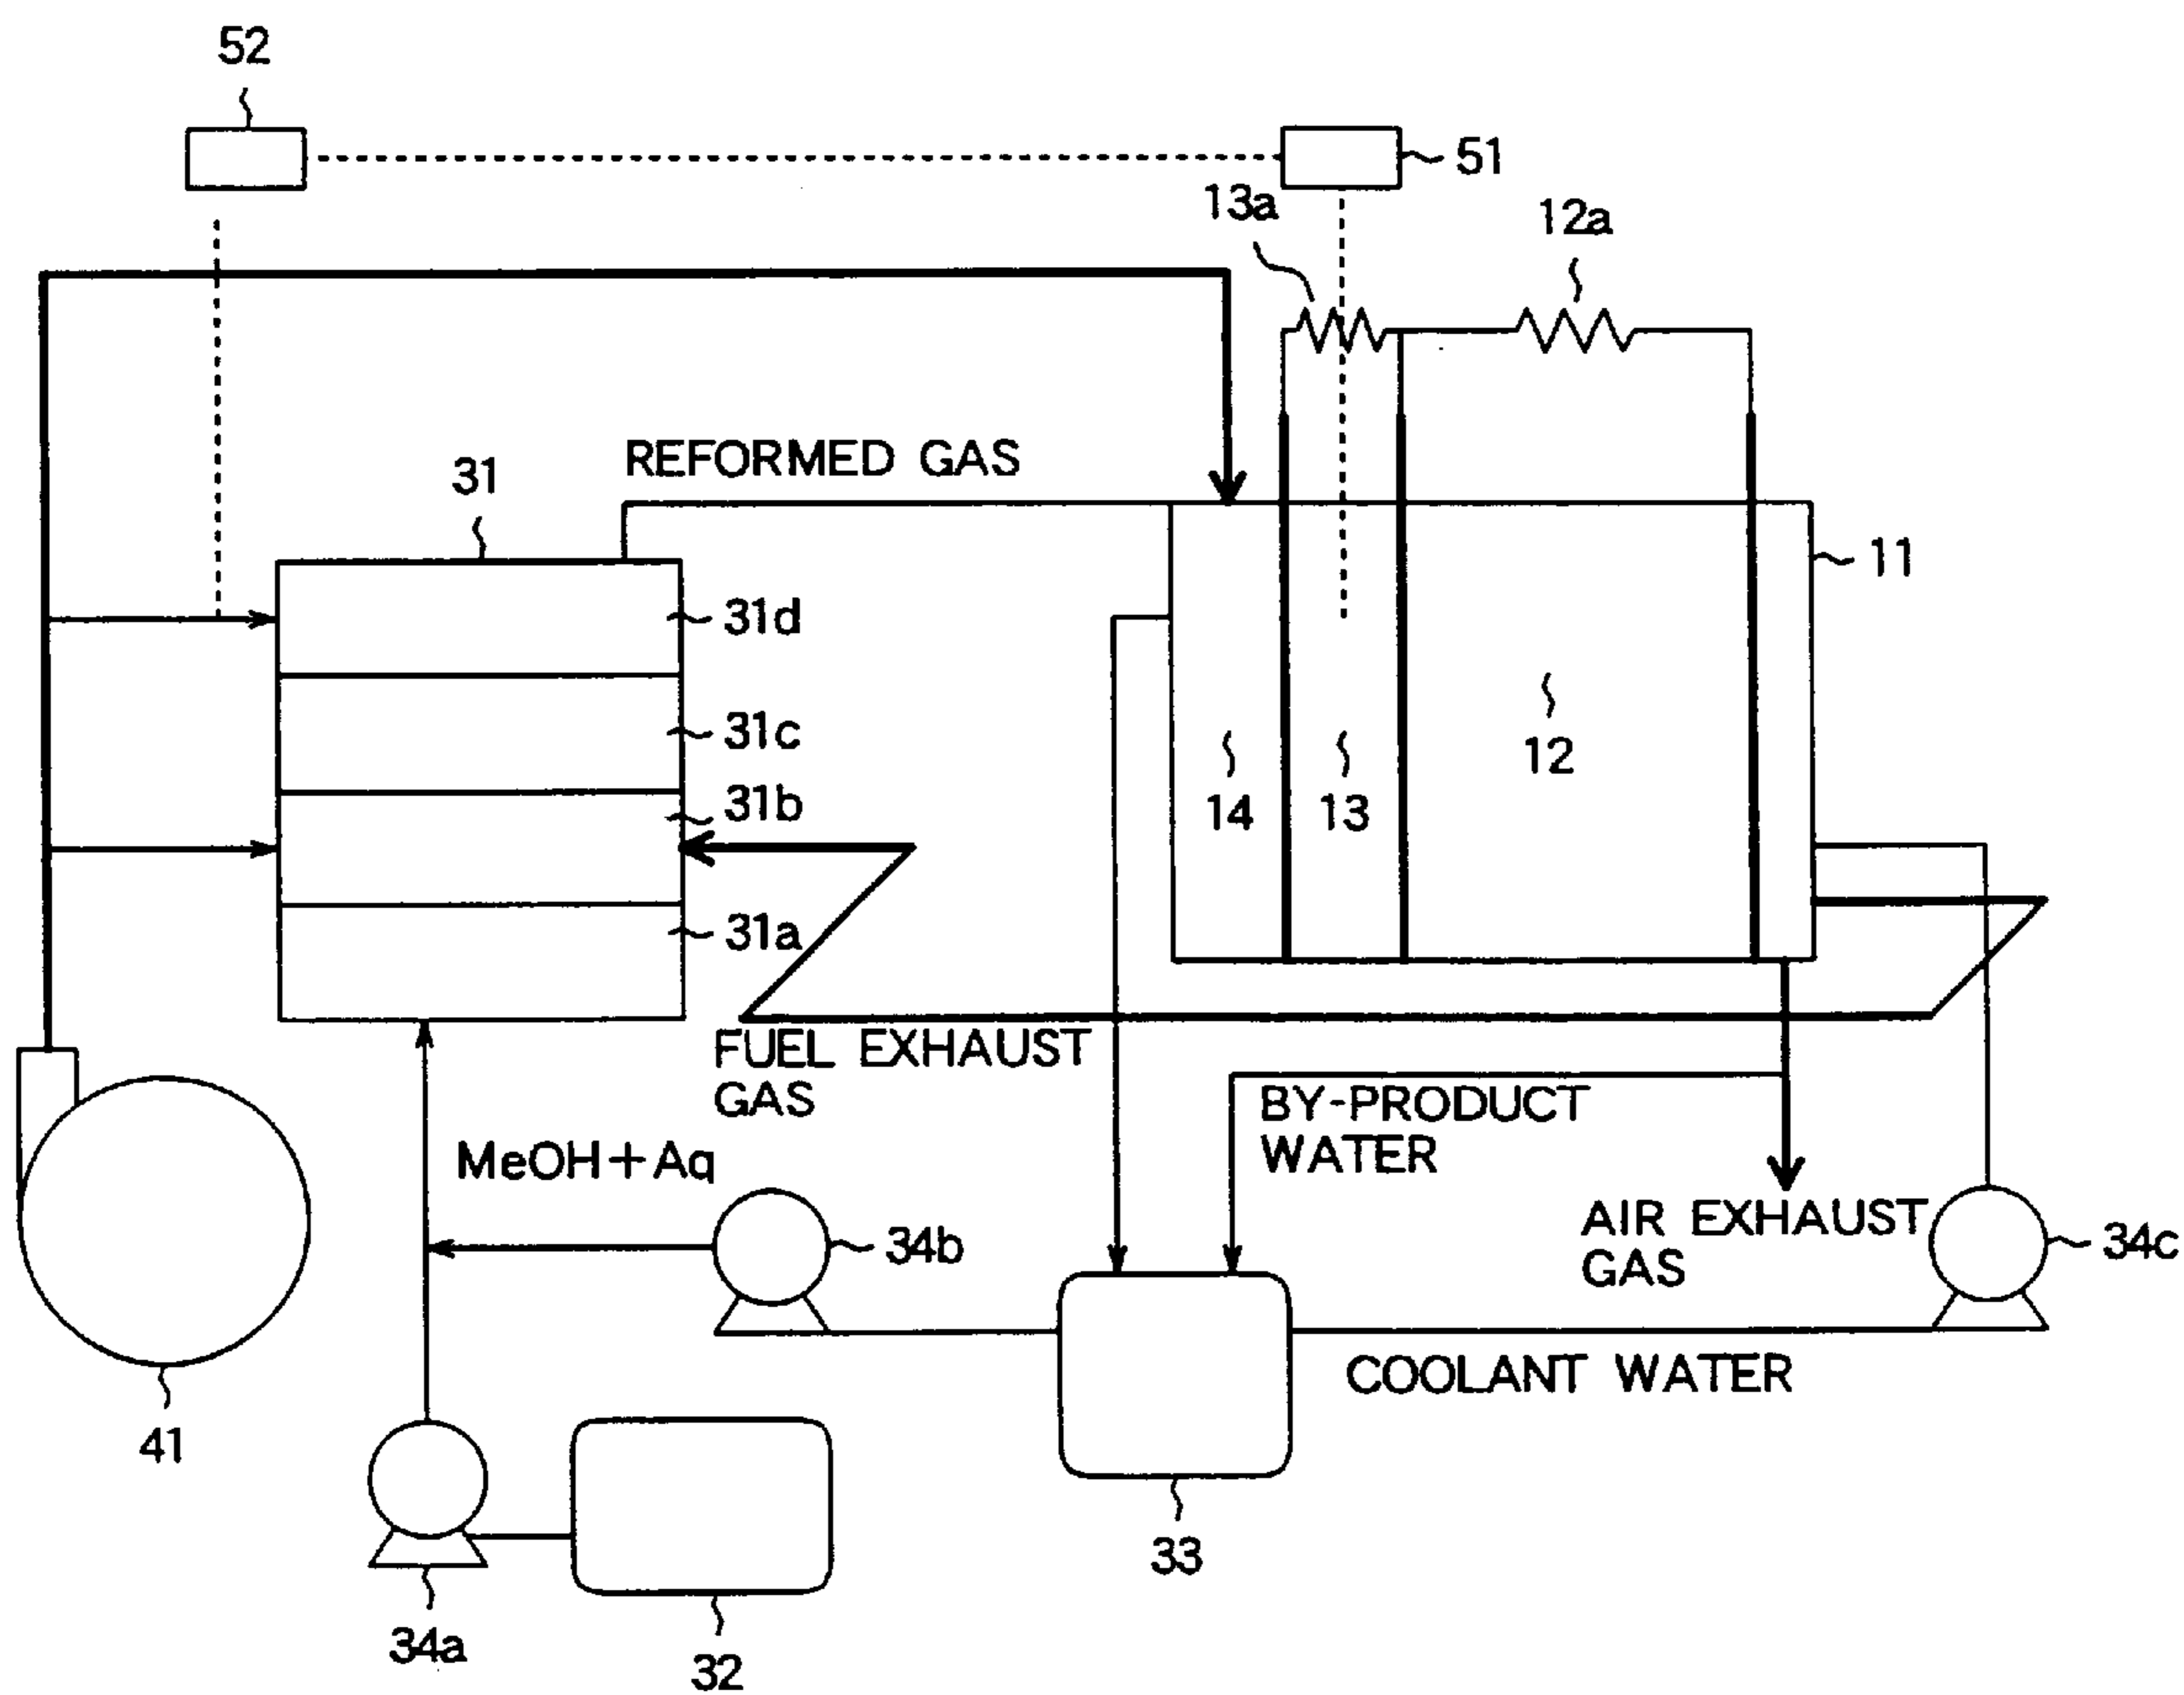 52
51
13a
12a
REFORMED GAS
31
11
31d
31c
12
31b
14
13
31a
FUEL EXHAUST
GAS
BY-PRODUCT
WATER
MeOH+Aq
AIR EXHAUST
GAS
34b
34c
COOLANT WATER
41
33
34a
32